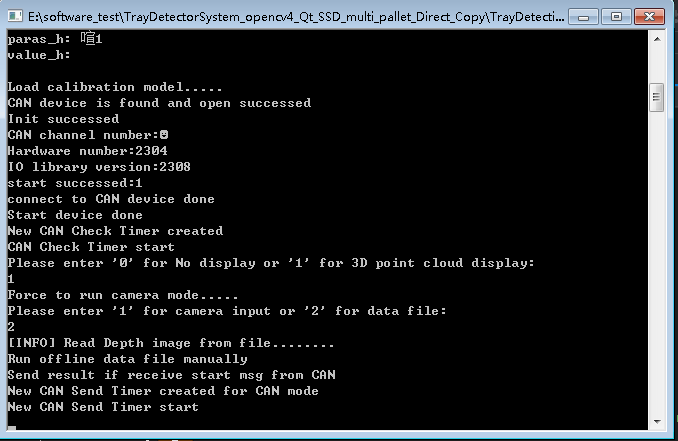 E:\software_test\TrayDetectorSystem_opencv4_Qt_SSD_multi_pallet_Direct_Copy\TrayDetecti...
paras_h: 喧1
value_h:
Load calibration model.....
CAN device is found and open successed
Init successed
CAN channel number:
Hardware number:2304
IO library version:2308
start successed:1
connect to CAN device done
Start device done
New CAN Check Timer created
CAN Check Timer start
Please enter '0' for No display or '1' for 3D point cloud display:
1
Force to run camera mode.....
Please enter '1' for camera input or '2' for data file:
2
[INFO] Read Depth image from file........
Run offline data file manually
Send result if receive start msg from CAN
New CAN Send Timer created for CAN mode
New CAN Send Timer start